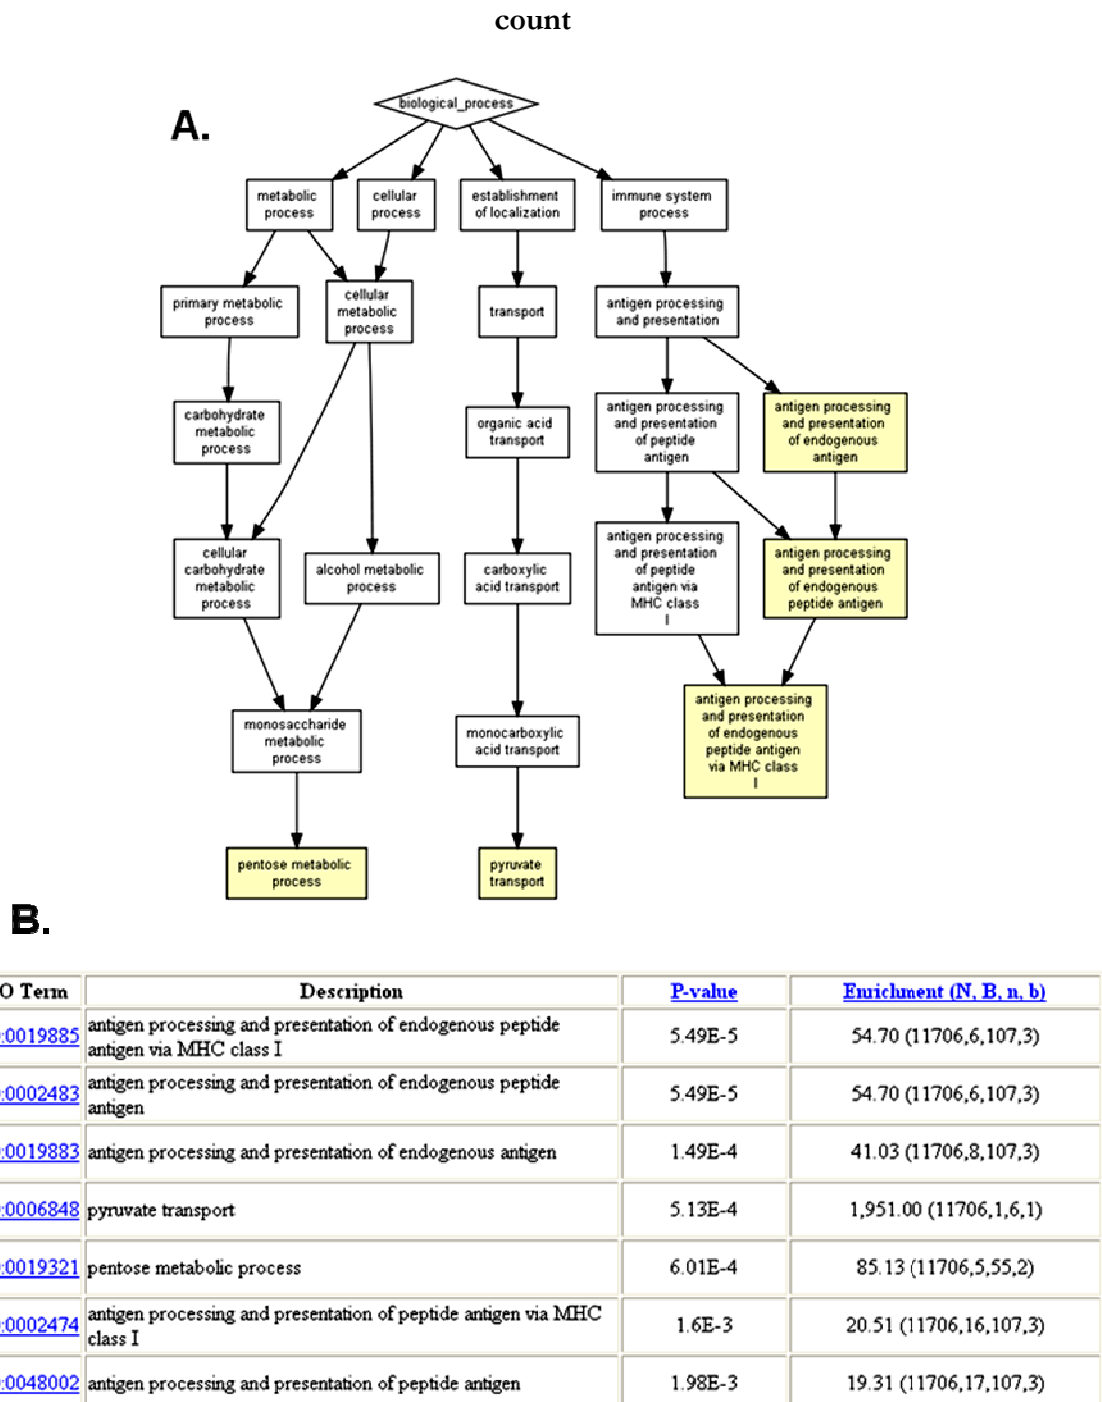 count
A.
biological_process
metabolic
process
cellular
process
establishment
of localization
immune system
process
primary metabolic
process
cellular
metabolic
process
transport
antigen processing
and presentation
carbohydrate
metabolic
process
organic acid
transport
antigen processing
and presentation
of peptide
antigen
antigen processing
and presentation
of endogenous
antigen
cellular
carbohydrate
metabolic
process
alcohol metabolic
process
carboxylic
acid transport
antigen processing
and presentation
of peptide
antigen via
MHC class
I
antigen processing
and presentation
of endogenous
peptide antigen
monosaccharide
metabolic
process
monocarboxylic
acid transport
antigen processing
and presentation
of endogenous
peptide antigen
via MHC class
I
pentose metabolic
process
pyruvate
transport
B.
O Term Description P-value Enrichment (N, B, n, b)
:0019885 antigen processing and presentation of endogenous peptide
antigen via MHC class I 5.49E-5 54.70 (11706,6,107,3)
:0002483 antigen processing and presentation of endogenous peptide
antigen 5.49E-5 54.70 (11706,6,107,3)
:0019883 antigen processing and presentation of endogenous antigen 1.49E-4 41.03 (11706,8,107,3)
:0006848 pyruvate transport 5.13E-4 1,951.00 (11706,1,6,1)
:0019321 pentose metabolic process 6.01E-4 85.13 (11706,5,55,2)
:0002474 antigen processing and presentation of peptide antigen via MHC
class I 1.6E-3 20.51 (11706,16,107,3)
:0048002 antigen processing and presentation of peptide antigen 1.98E-3 19.31 (11706,17,107,3)